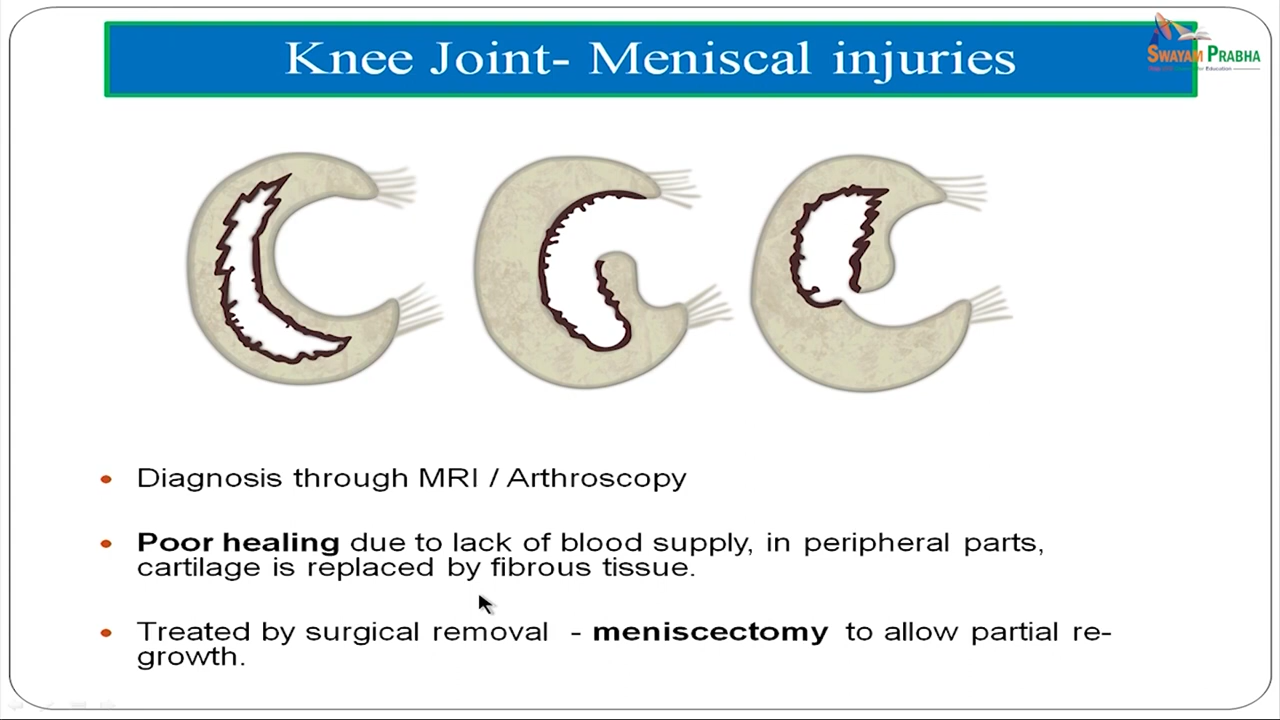 Knee Joint- Meniscal injuries
SWAYAM PRABHA
Diagnosis through MRI / Arthroscopy
Poor healing due to lack of blood supply, in peripheral parts,
cartilage is replaced by fibrous tissue.
Treated by surgical removal - meniscectomy to allow partial re-
growth.